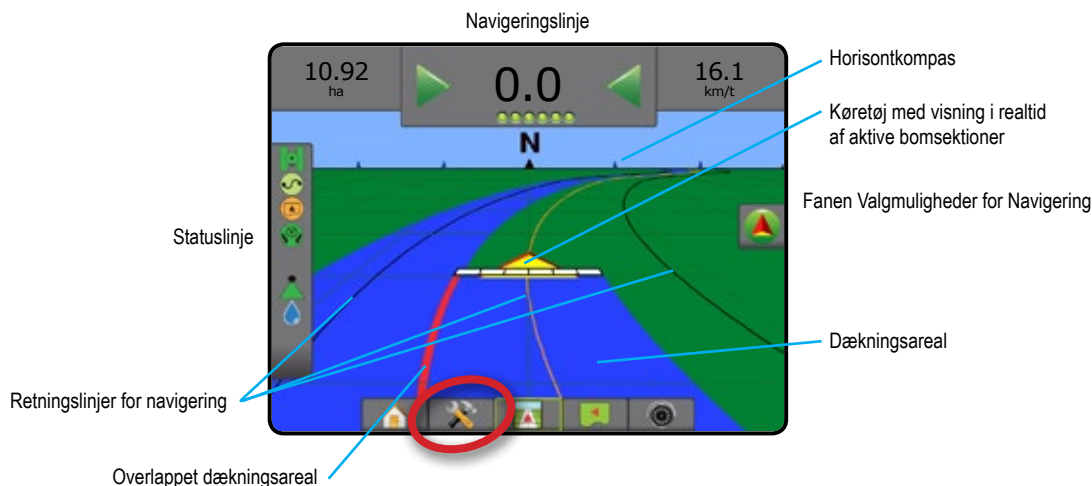 Navigeringslinje
10.92
ha
0.0
16.1
km/t
N
Horisontkompas
Køretøj med visning i realtid
af aktive bomsektioner
Fanen Valgmuligheder for Navigering
Statuslinje
Dækningsareal
Retningslinjer for navigering
Overlappet dækningsareal